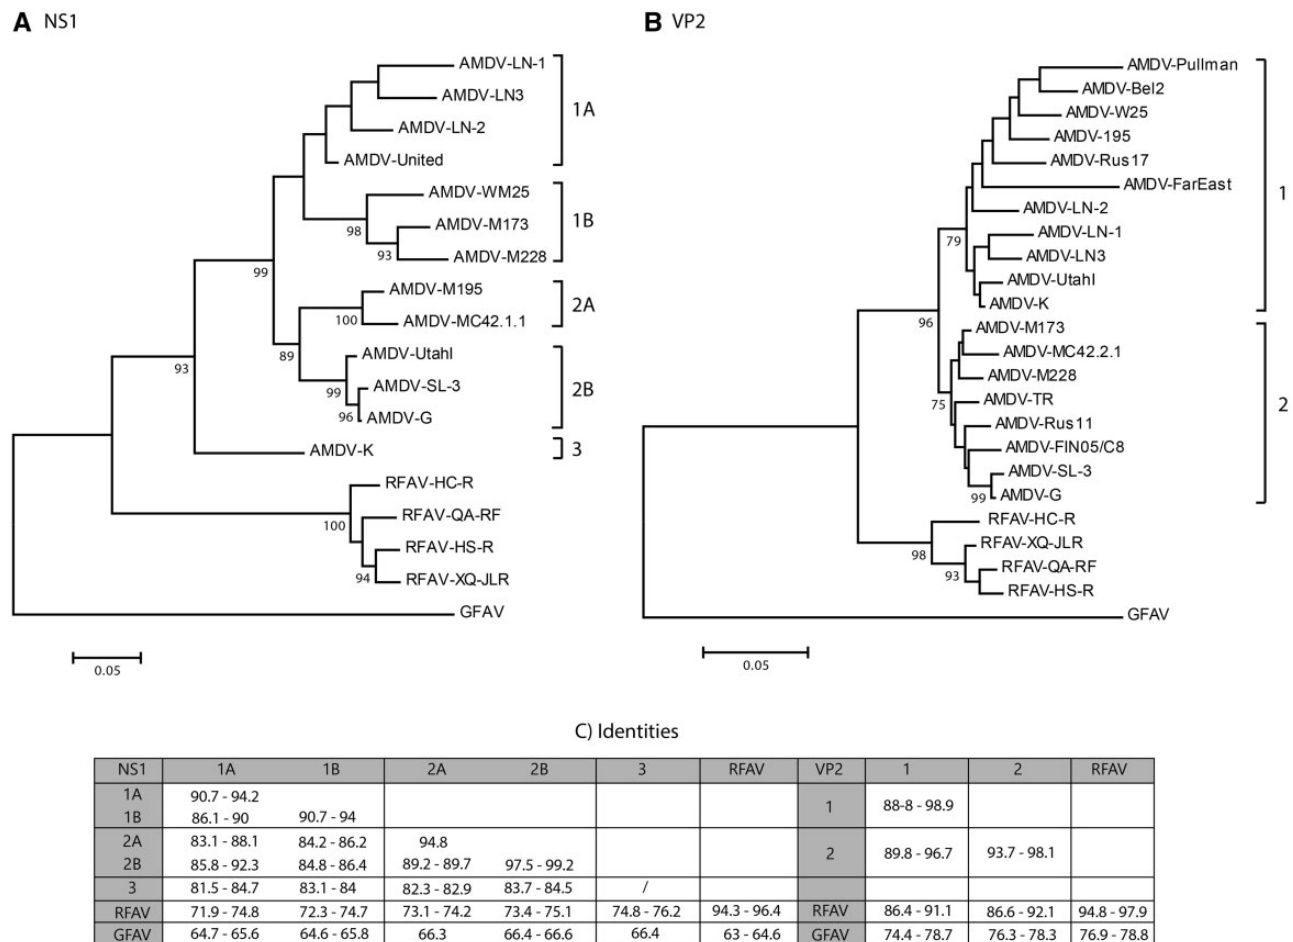 A NS1
AMDV-LN-1
AMDV-LN3
1A
AMDV-LN-2
AMDV-United
AMDV-WM25
AMDV-M173
1B
98
93
AMDV-M228
99
AMDV-M195
2A
AMDV-MC42.1.1
100
89
AMDV-UtahI
93
99
AMDV-SL-3
2B
96
AMDV-G
AMDV-K
3
RFAV-HC-R
RFAV-QA-RF
100
RFAV-HS-R
94
RFAV-XQ-JLR
GFAV
0.05
B VP2
AMDV-Pullman
AMDV-Bel2
AMDV-W25
AMDV-195
AMDV-Rus17
AMDV-FarEast
1
AMDV-LN-2
AMDV-LN-1
79
AMDV-LN3
AMDV-UtahI
AMDV-K
96
AMDV-M173
AMDV-MC42.2.1
AMDV-M228
75
AMDV-TR
2
AMDV-Rus11
AMDV-FIN05/C8
AMDV-SL-3
99
AMDV-G
RFAV-HC-R
98
RFAV-XQ-JLR
93
RFAV-QA-RF
RFAV-HS-R
GFAV
0.05
C) Identities
NS1 1A 1B 2A 2B 3 RFAV VP2 1 2 RFAV
1A 90.7 - 94.2
1 88-8 - 98.9
1B 86.1 - 90 90.7 - 94
2A 83.1 - 88.1 84.2 - 86.2 94.8
2 89.8 - 96.7 93.7 - 98.1
2B 85.8 - 92.3 84.8 - 86.4 89.2 - 89.7 97.5 - 99.2
3 81.5 - 84.7 83.1 - 84 82.3 - 82.9 83.7 - 84.5 /
RFAV 71.9 - 74.8 72.3 - 74.7 73.1 - 74.2 73.4 - 75.1 74.8 - 76.2 94.3 - 96.4 RFAV 86.4 - 91.1 86.6 - 92.1 94.8 - 97.9
GFAV 64.7 - 65.6 64.6 - 65.8 66.3 66.4 - 66.6 66.4 63 - 64.6 GFAV 74.4 - 78.7 76.3 - 78.3 76.9 - 78.8